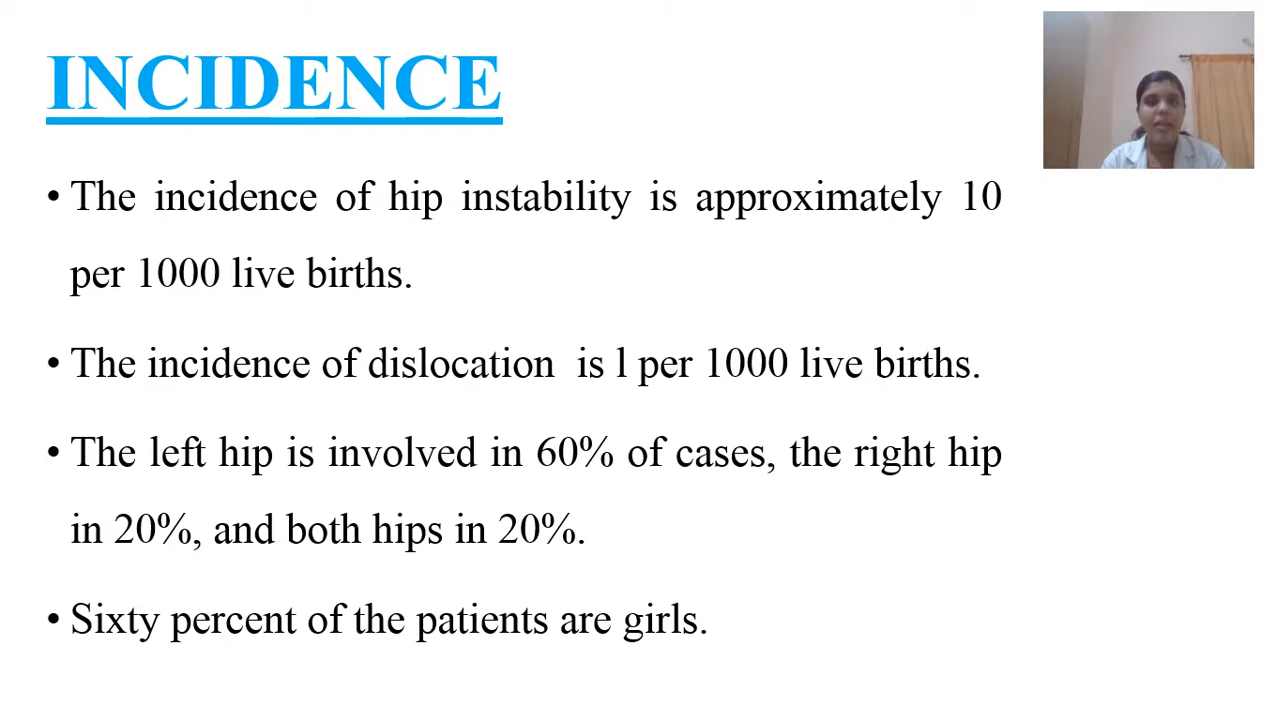 INCIDENCE
• The incidence of hip instability is approximately 10
per 1000 live births.
• The incidence of dislocation  is l per 1000 live births.
• The left hip is involved in 60% of cases, the right hip
in 20%, and both hips in 20%.
• Sixty percent of the patients are girls.